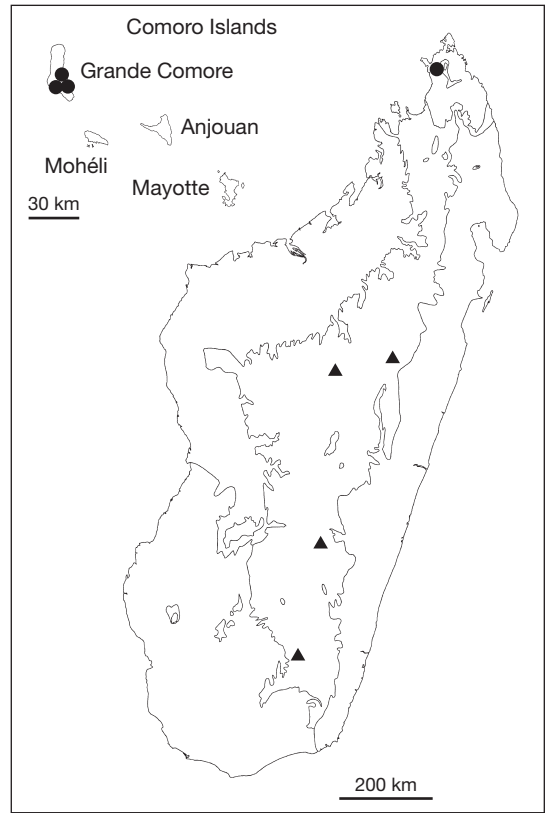 Comoro Islands
Grande Comore
Anjouan
Mohéli
Mayotte
30 km
200 km